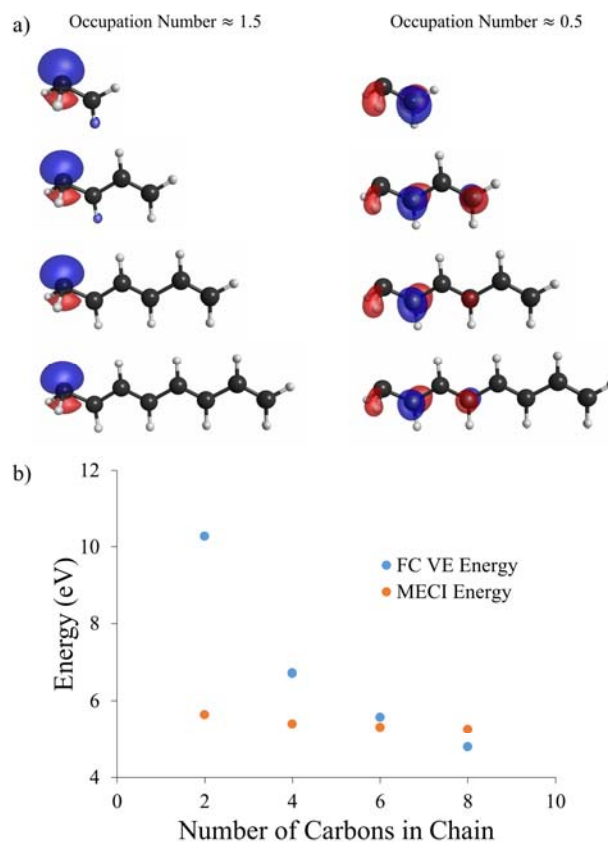 a)
Occupation Number ≈ 1.5
Occupation Number ≈ 0.5
b)
12
10
8
6
4
Energy (eV)
FC VE Energy
MECI Energy
0
2
4
6
8
10
Number of Carbons in Chain